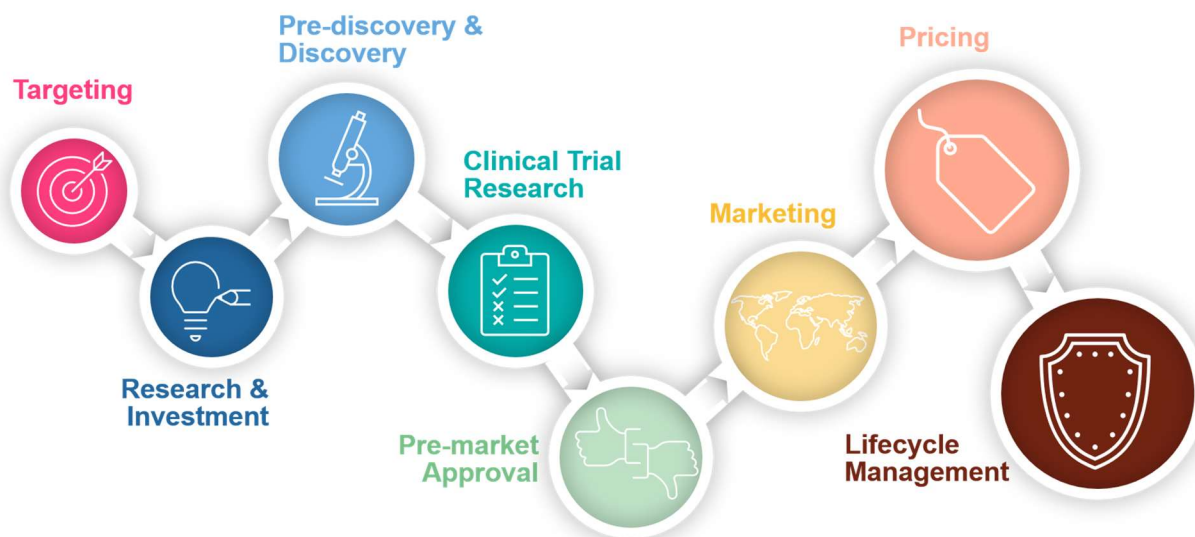 Targeting
Research &
Investment
Pre-discovery &
Discovery
Clinical Trial
Research
Pre-market
Approval
Marketing
Pricing
Lifecycle
Management